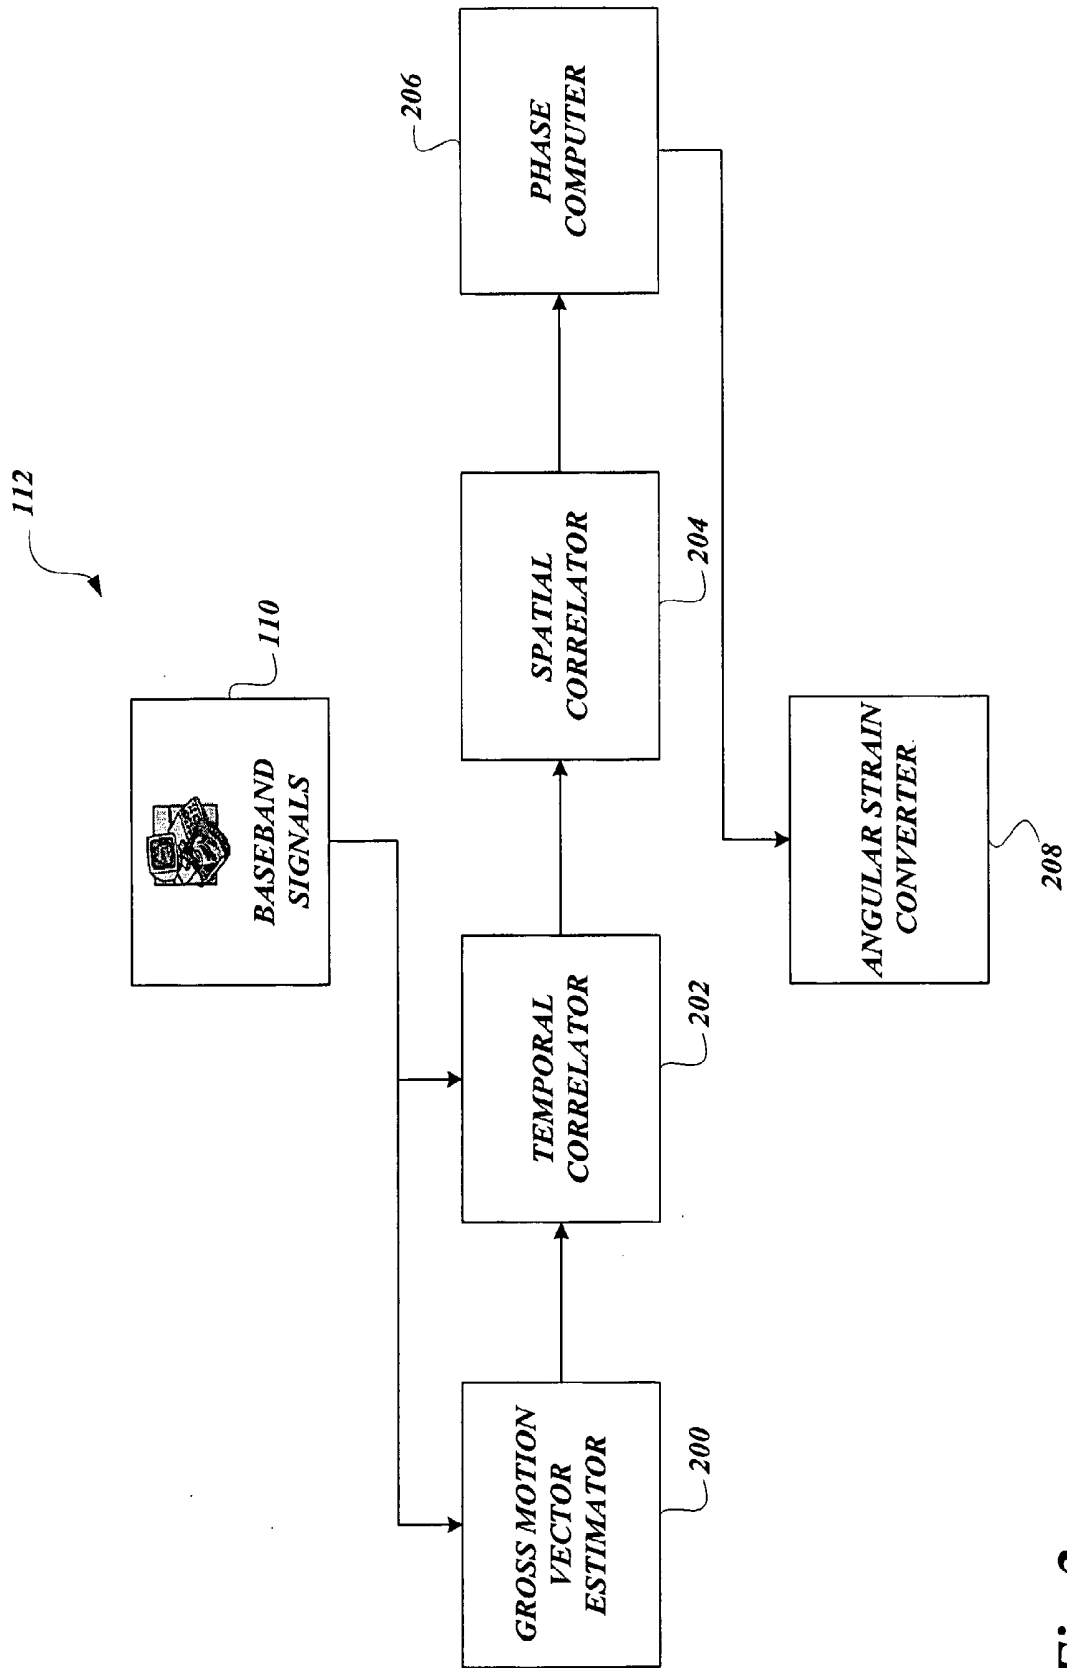 112
110
BASEBAND
SIGNALS
GROSS MOTION
VECTOR
ESTIMATOR
200
TEMPORAL
CORRELATOR
202
SPATIAL
CORRELATOR
204
206
PHASE
COMPUTER
ANGULAR STRAIN
CONVERTER
208